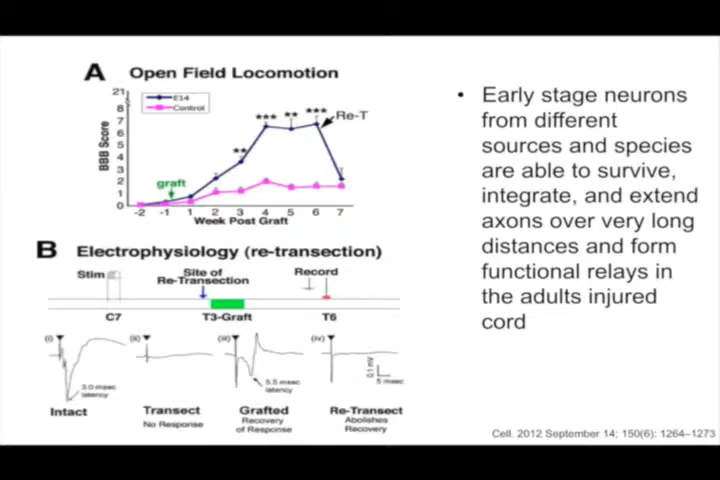 A Open Field Locomotion
21
8
7
6
5
4
3
2
1
0
BBB Score
E14
Control
***
**
***
**
Re-T
graft
-2 -1 1 2 3 4 5 6 7
Week Post Graft
B Electrophysiology (re-transection)
Stim
Site of
Re-Transection
Record
C7 T3-Graft T6
(i) (ii) (iii) (iv)
3.0 msec
latency
5.5 msec
latency
0.1 mV
5 msec
Intact
Transect
No Response
Grafted
Recovery
of Response
Re-Transect
Abolishes
Recovery
• Early stage neurons
from different
sources and species
are able to survive,
integrate, and extend
axons over very long
distances and form
functional relays in
the adults injured
cord
Cell. 2012 September 14; 150(6): 1264–1273